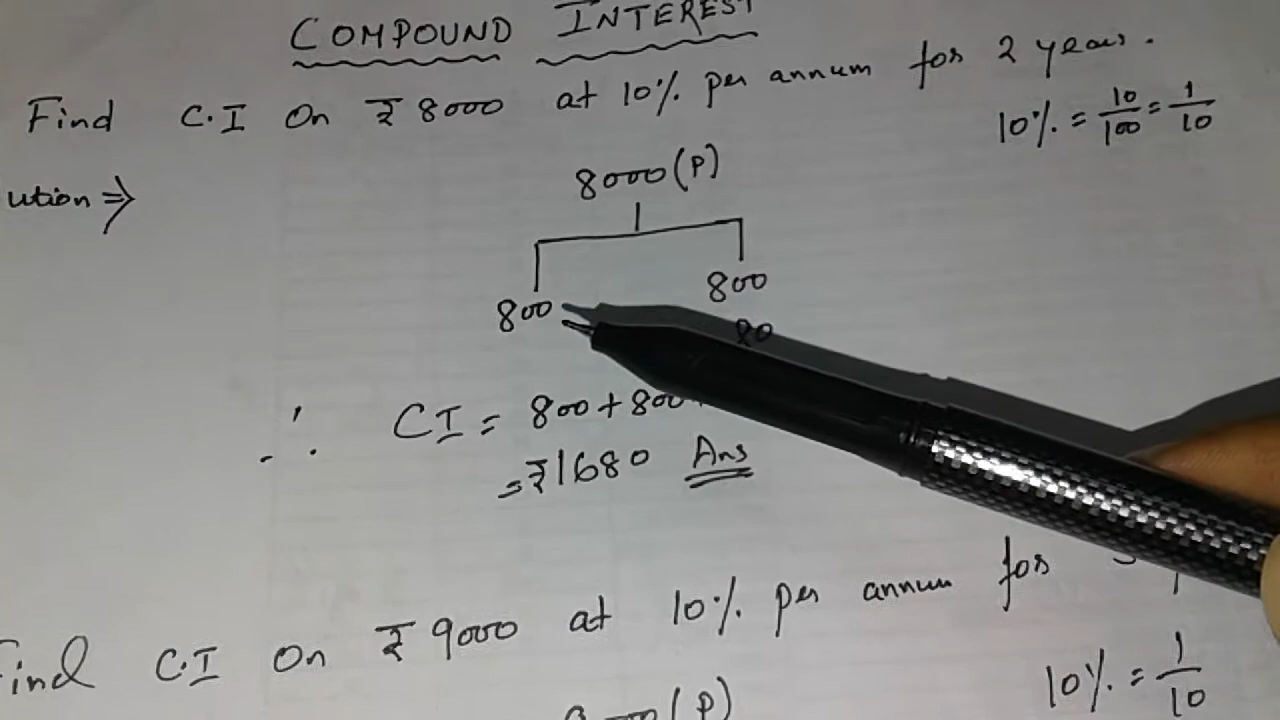 COMPOUND INTEREST
Find C.I On ₹ 8000 at 10% per annum for 2 years.
10% = 10/100 = 1/10
ution ⇒
8000 (P)
800 800
80
∴ CI = 800 + 800
= ₹1680 Ans
Find C.I On ₹ 9000 at 10% per annum for
10% = 1/10
(P)